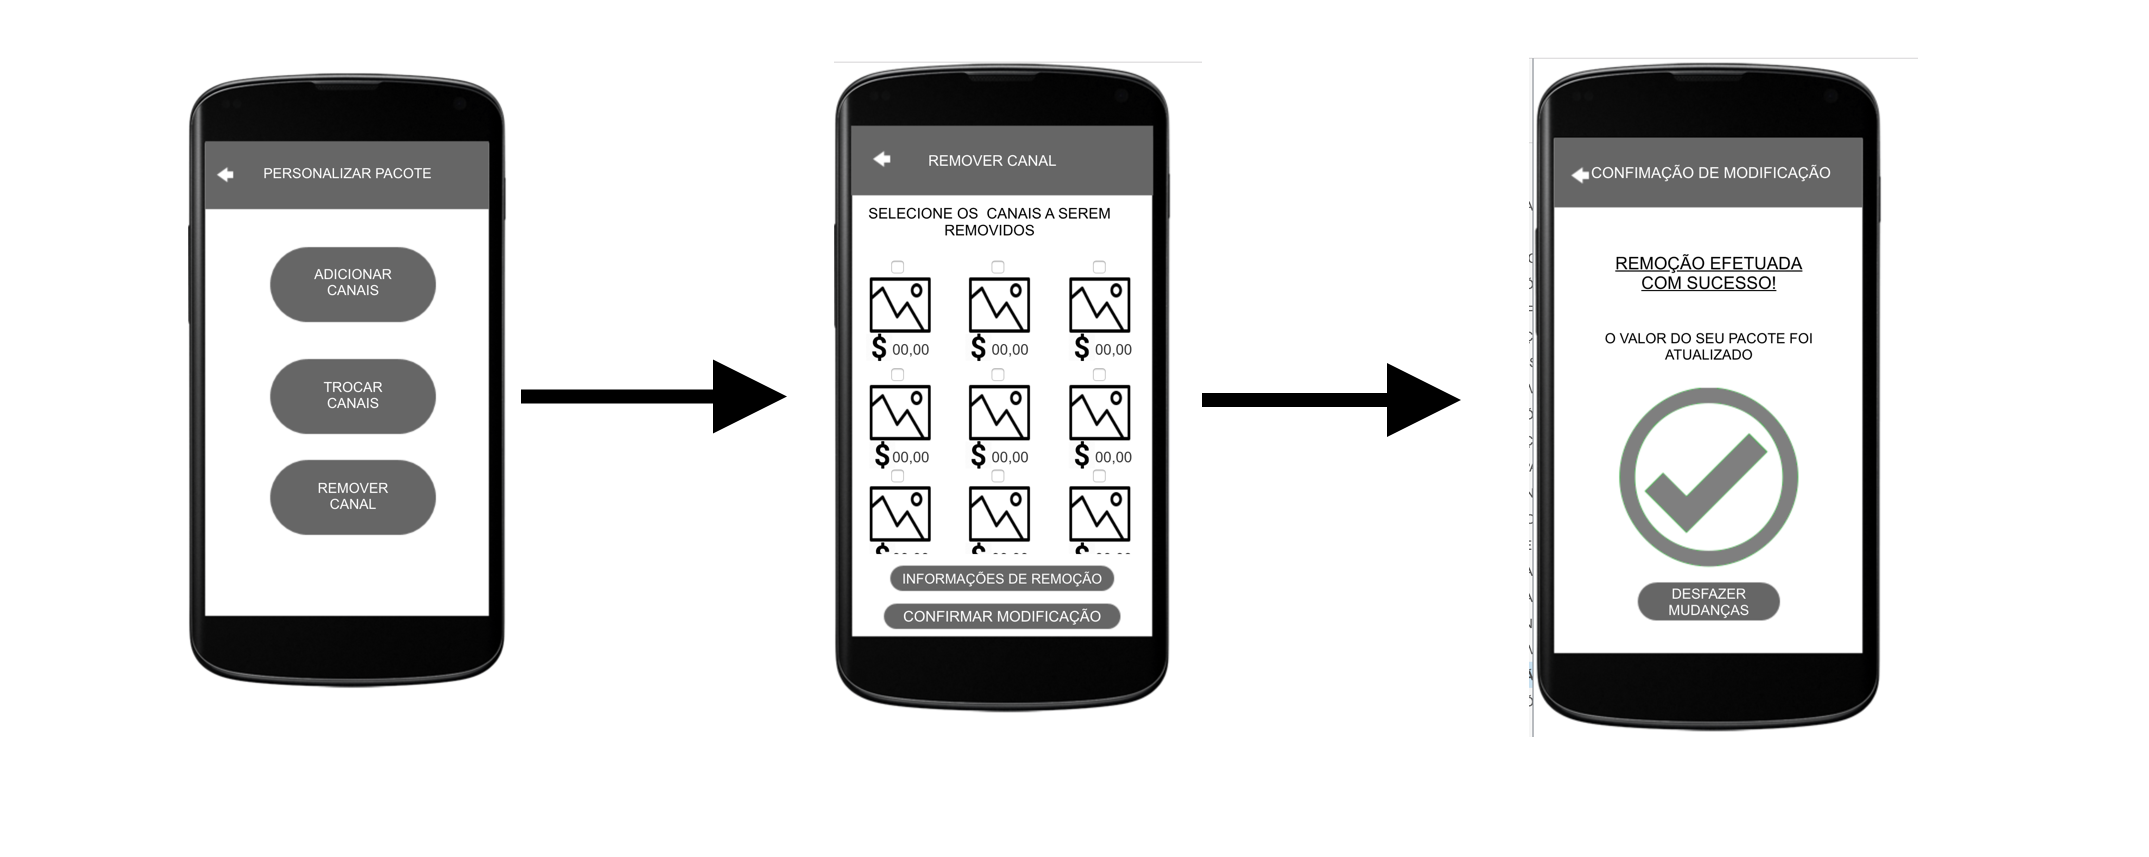 PERSONALIZAR PACOTE
ADICIONAR
CANAIS
TROCAR
CANAIS
REMOVER
CANAL
REMOVER CANAL
SELECIONE OS  CANAIS A SEREM
REMOVIDOS
$ 00,00 $ 00,00 $ 00,00
$ 00,00 $ 00,00 $ 00,00
INFORMAÇÕES DE REMOÇÃO
CONFIRMAR MODIFICAÇÃO
CONFIMAÇÃO DE MODIFICAÇÃO
REMOÇÃO EFETUADA
COM SUCESSO!
O VALOR DO SEU PACOTE FOI
ATUALIZADO
DESFAZER
MUDANÇAS